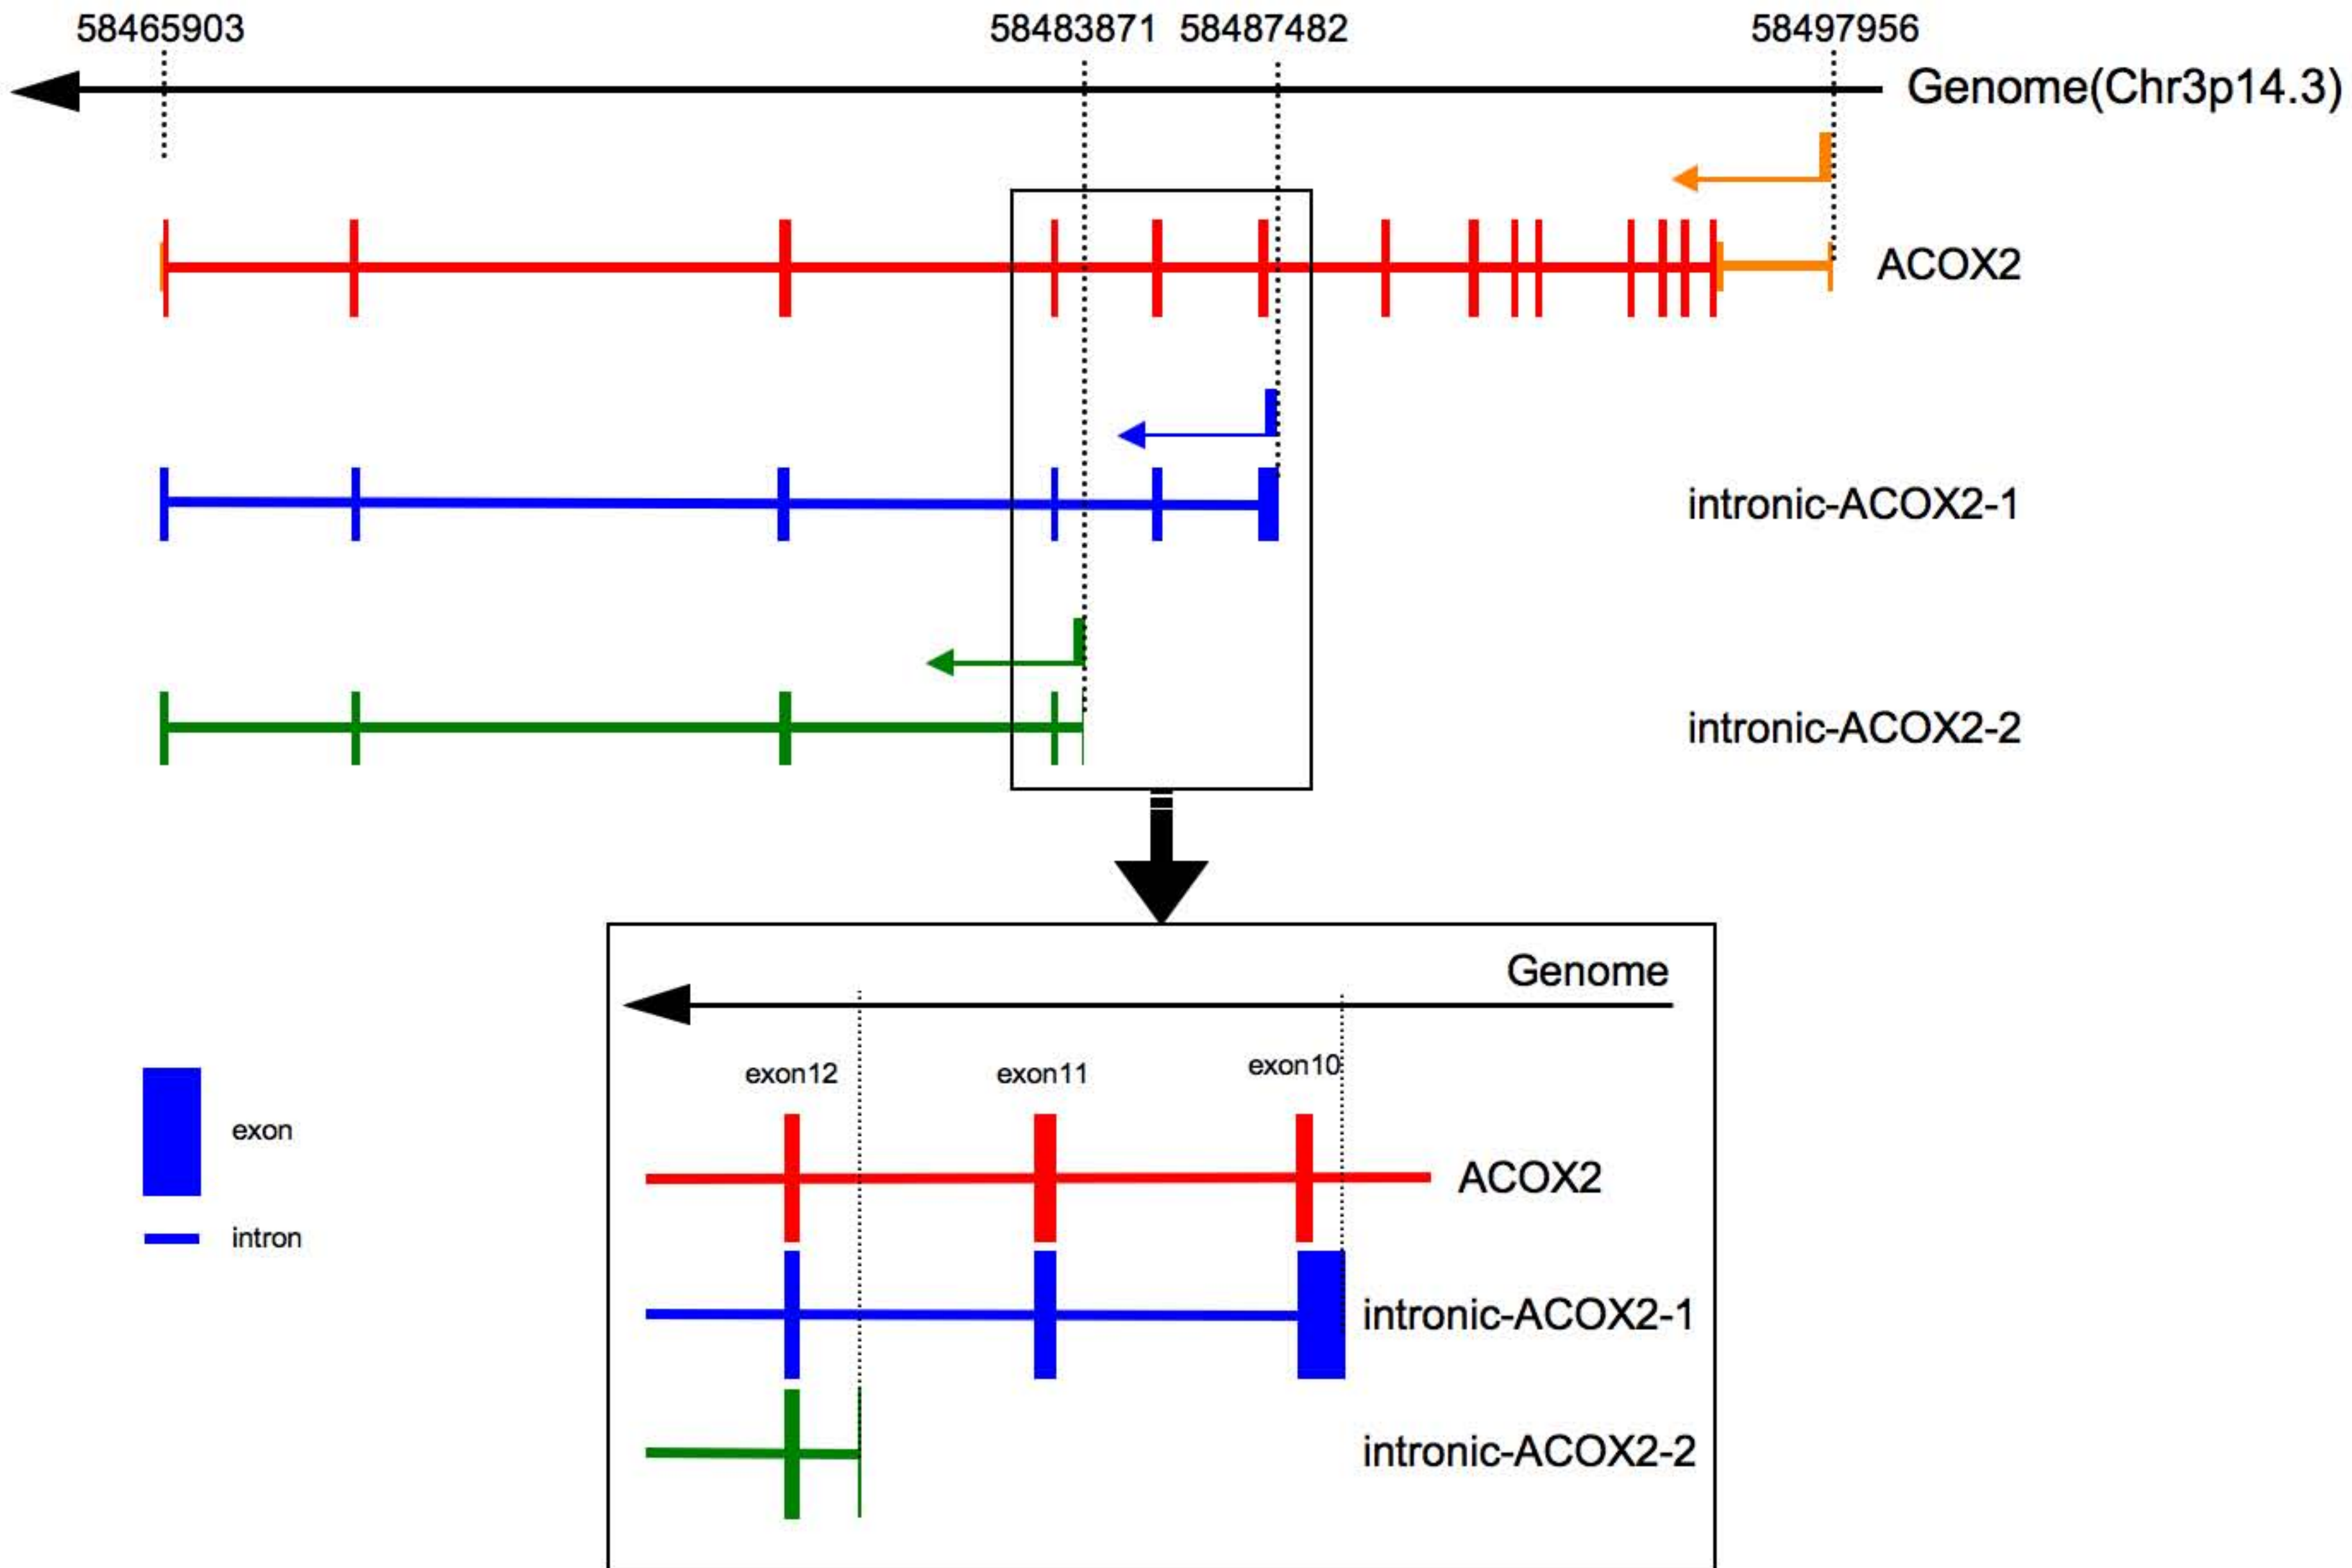 58465903 58483871 58487482 58497956
Genome(Chr3p14.3)
ACOX2
intronic-ACOX2-1
intronic-ACOX2-2
Genome
exon12 exon11 exon10
ACOX2
intronic-ACOX2-1
intronic-ACOX2-2
exon
intron